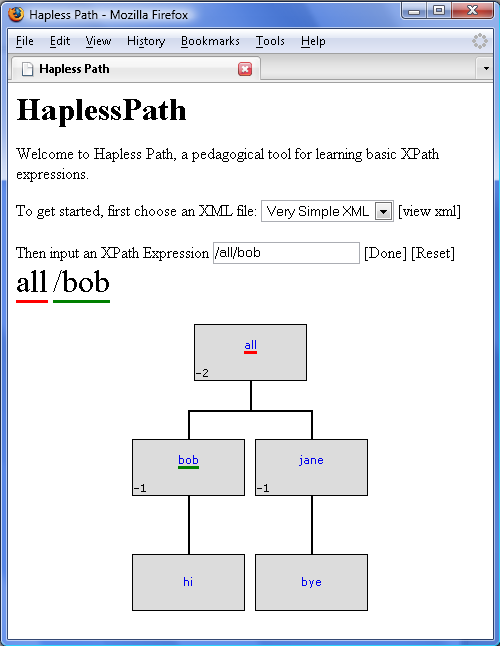 Hapless Path - Mozilla Firefox
File Edit View History Bookmarks Tools Help
Hapless Path
HaplessPath
Welcome to Hapless Path, a pedagogical tool for learning basic XPath
expressions.
To get started, first choose an XML file: Very Simple XML [view xml]
Then input an XPath Expression /all/bob [Done] [Reset]
all /bob
all
-2
bob jane
-1 -1
hi bye